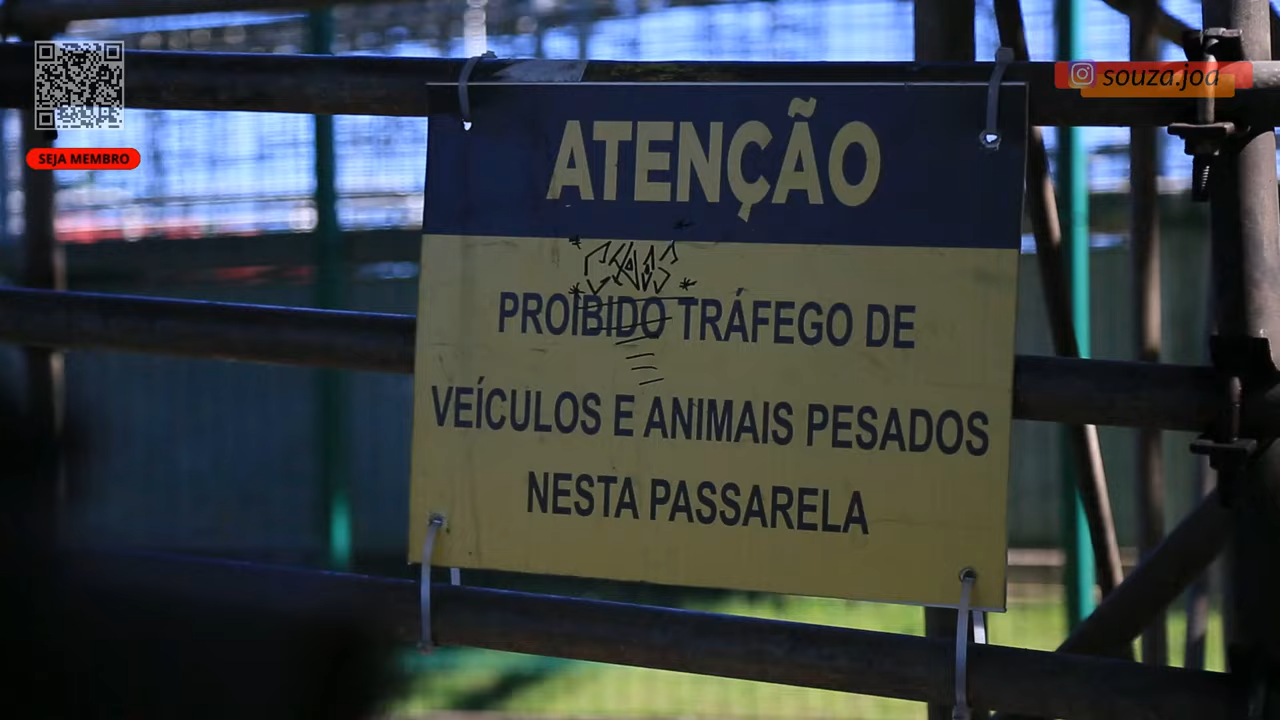 SEJA MEMBRO
souza.joa
ATENÇÃO
PROIBIDO TRÁFEGO DE
VEÍCULOS E ANIMAIS PESADOS
NESTA PASSARELA